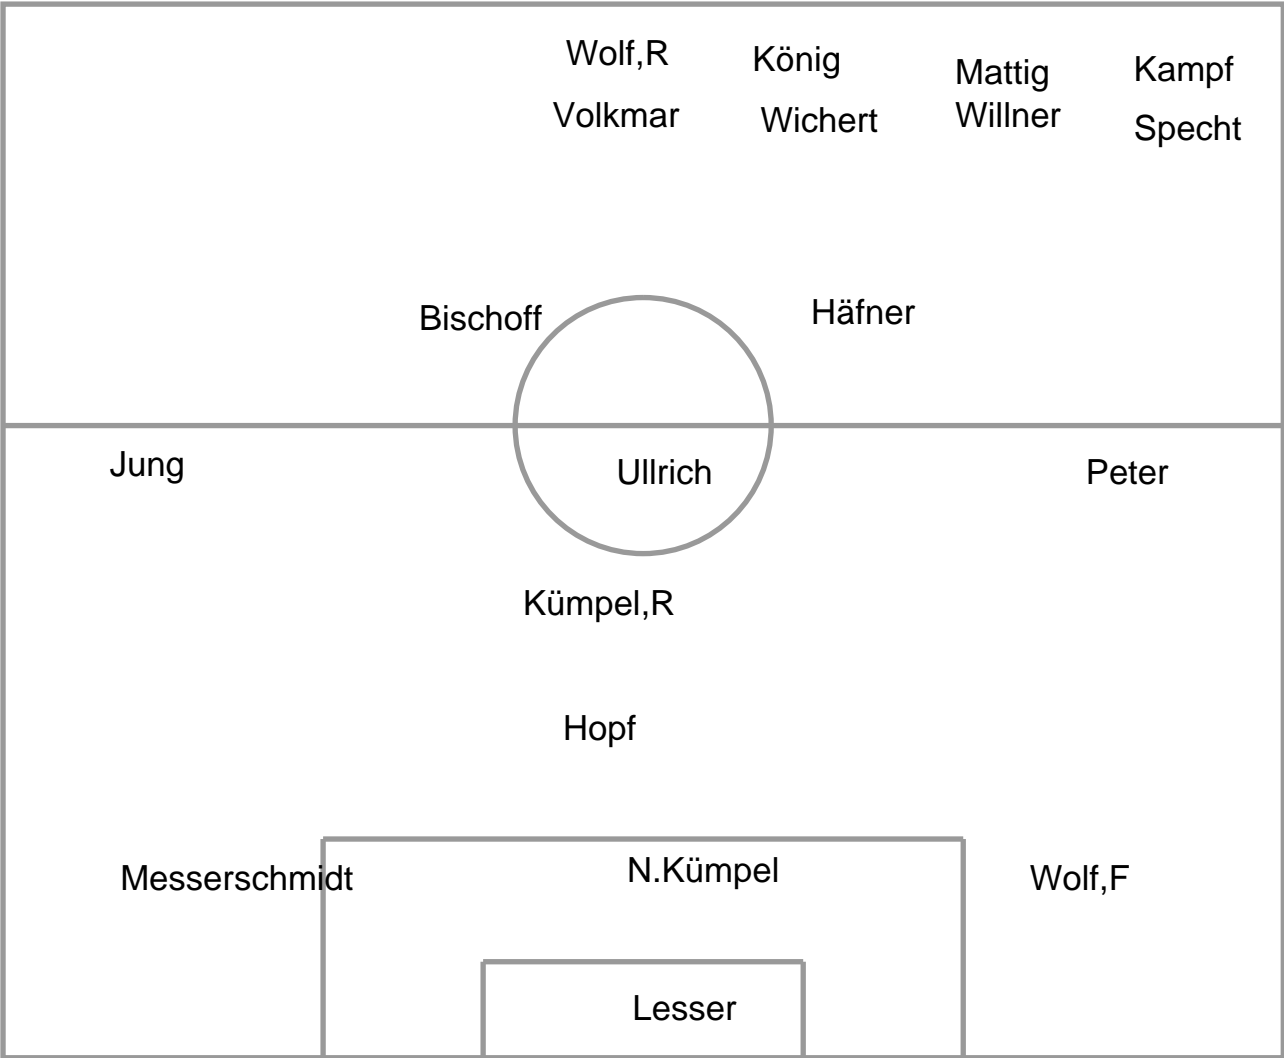 Wolf,R
König
Mattig
Kampf
Volkmar
Wichert
Willner
Specht
Bischoff
Häfner
Jung
Ullrich
Peter
Kümpel,R
Hopf
Messerschmidt
N.Kümpel
Wolf,F
Lesser